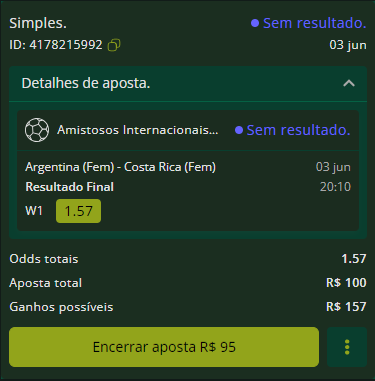 Simples.
Sem resultado.
ID: 4178215992
03 jun
Detalhes de aposta.
Amistosos Internacionais...
Sem resultado.
Argentina (Fem) - Costa Rica (Fem)
03 jun
Resultado Final
20:10
W1 1.57
Odds totais 1.57
Aposta total R$ 100
Ganhos possíveis R$ 157
Encerrar aposta R$ 95